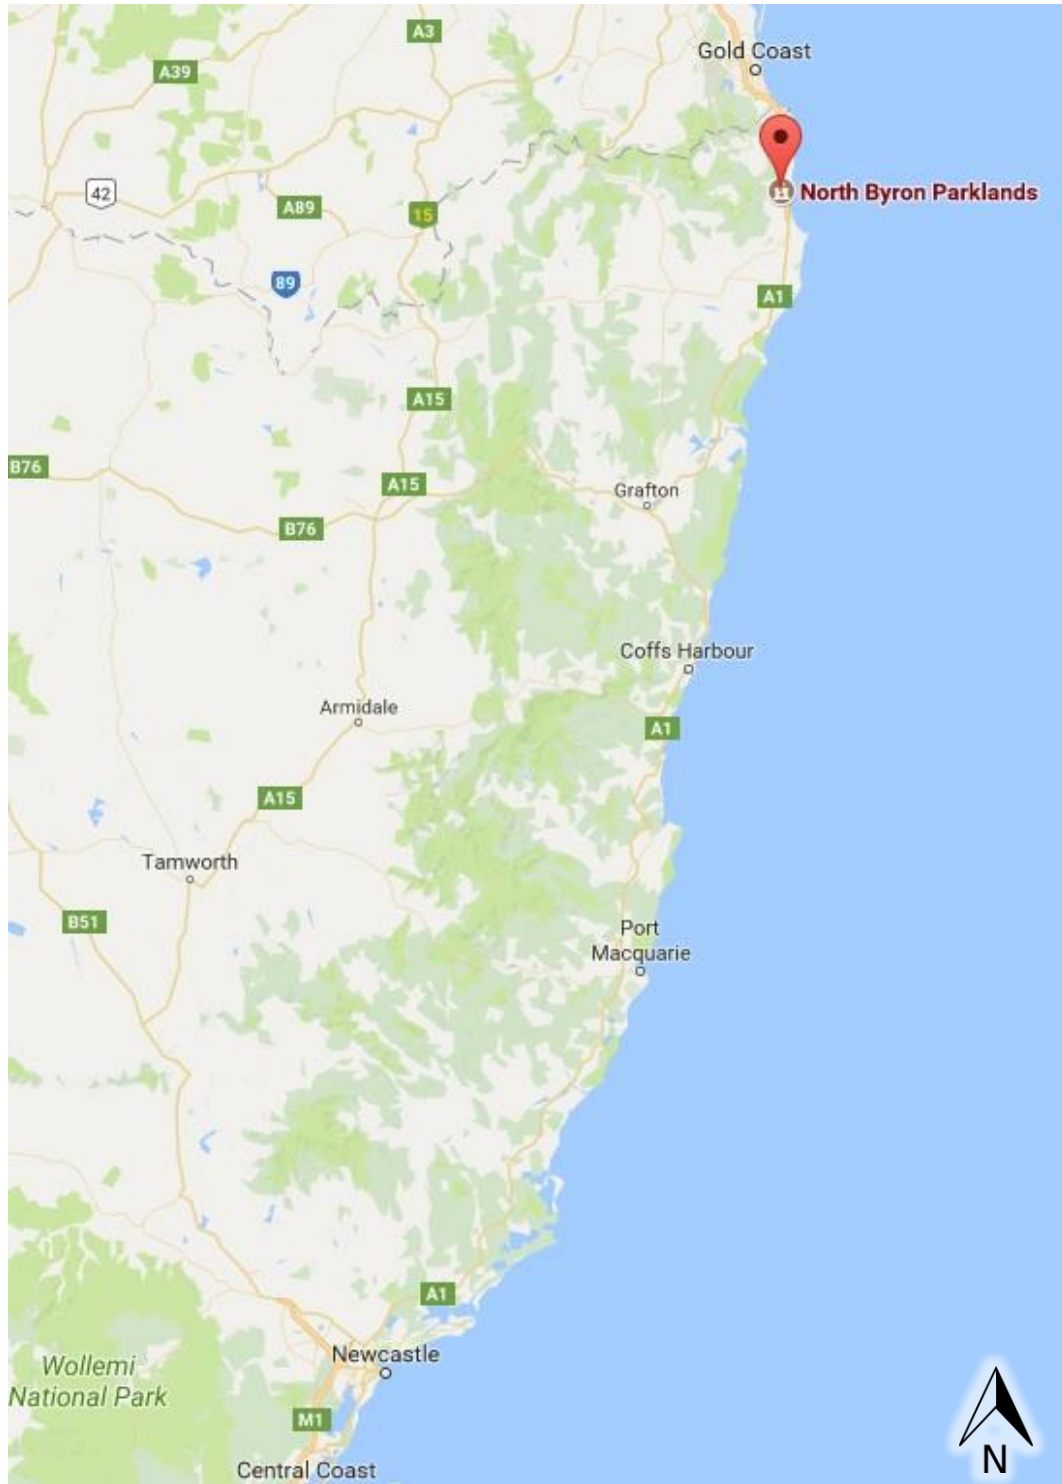 A3
Gold Coast
A39
42
North Byron Parklands
A89
15
89
A1
A15
B76
A15
Grafton
B76
Coffs Harbour
Armidale
A1
A15
Tamworth
B51
Port
Macquarie
A1
Newcastle
Wollemi
National Park
M1
Central Coast
N